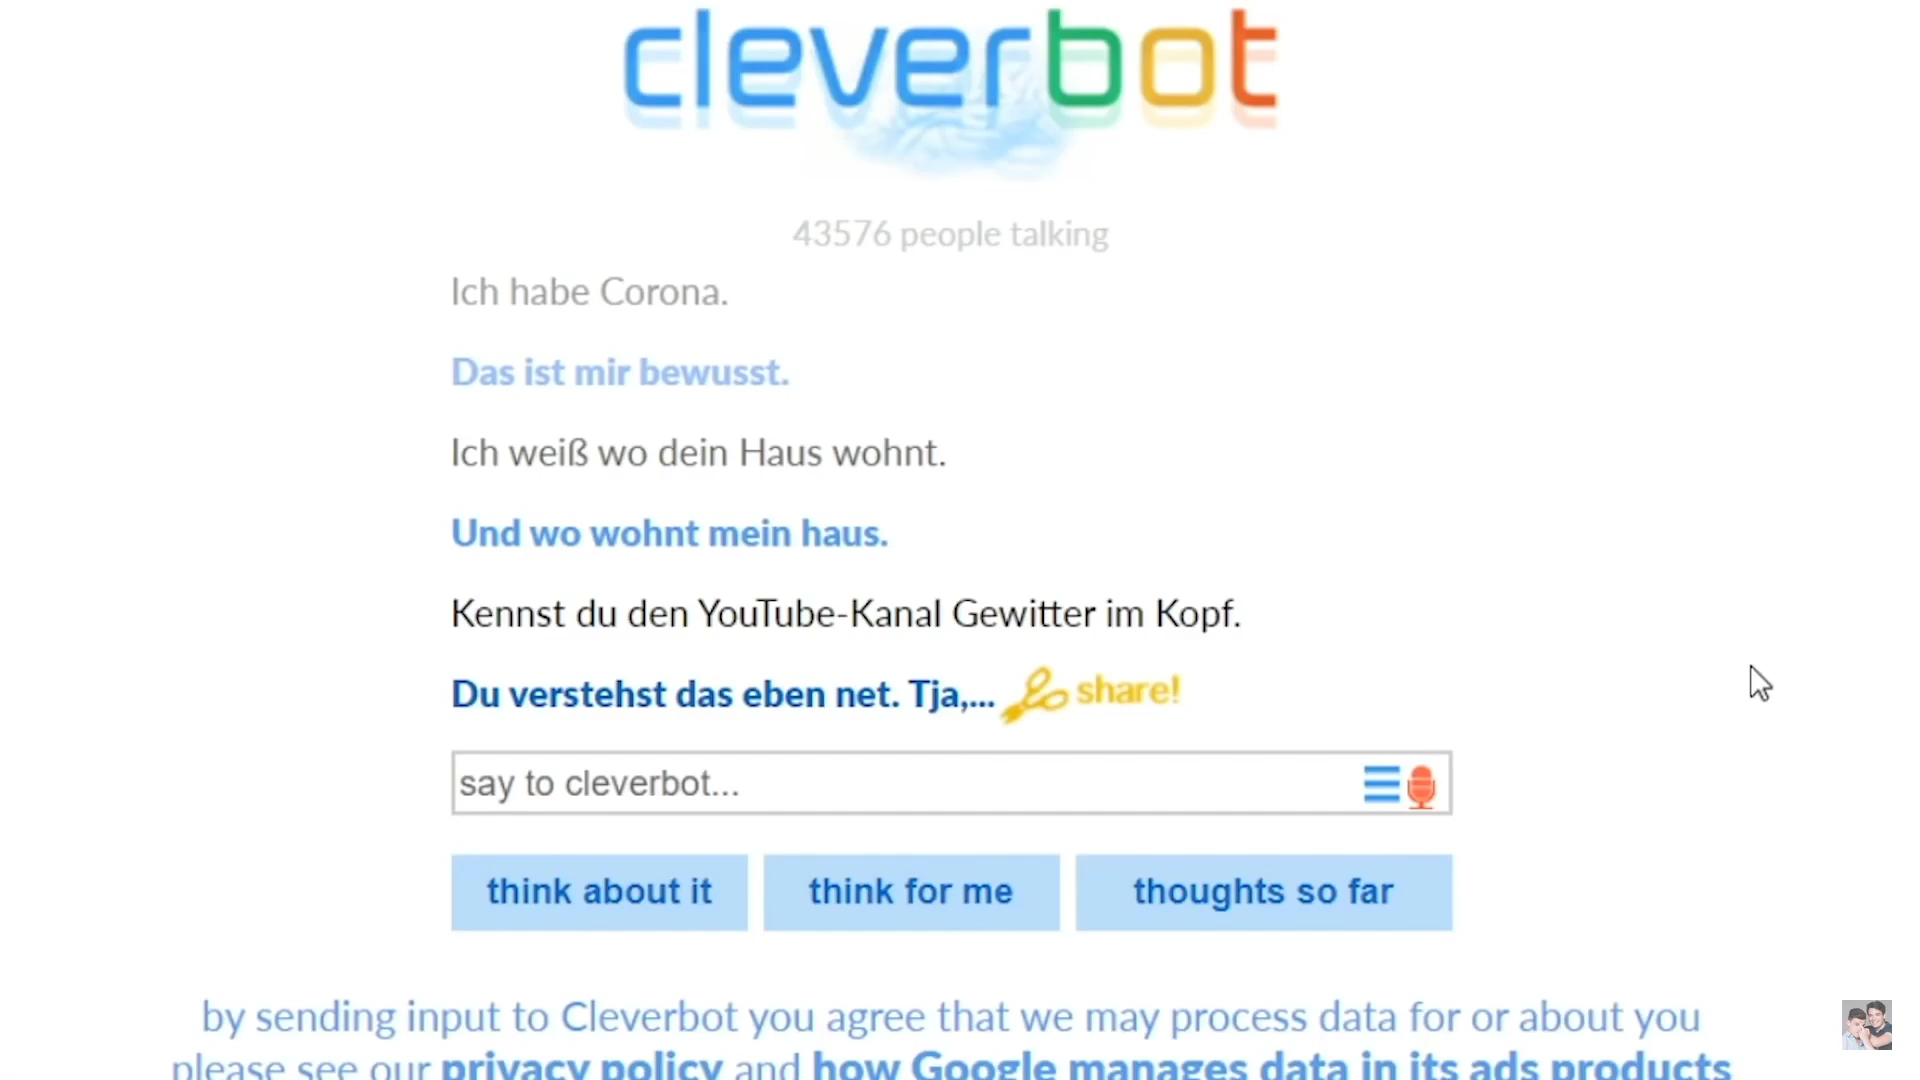 cleverbot
43576 people talking
Ich habe Corona.
Das ist mir bewusst.
Ich weiß wo dein Haus wohnt.
Und wo wohnt mein haus.
Kennst du den YouTube-Kanal Gewitter im Kopf.
Du verstehst das eben net. Tja,... share!
say to cleverbot...
think about it think for me thoughts so far
by sending input to Cleverbot you agree that we may process data for or about you
please see our privacy policy and how Google manages data in its ads products